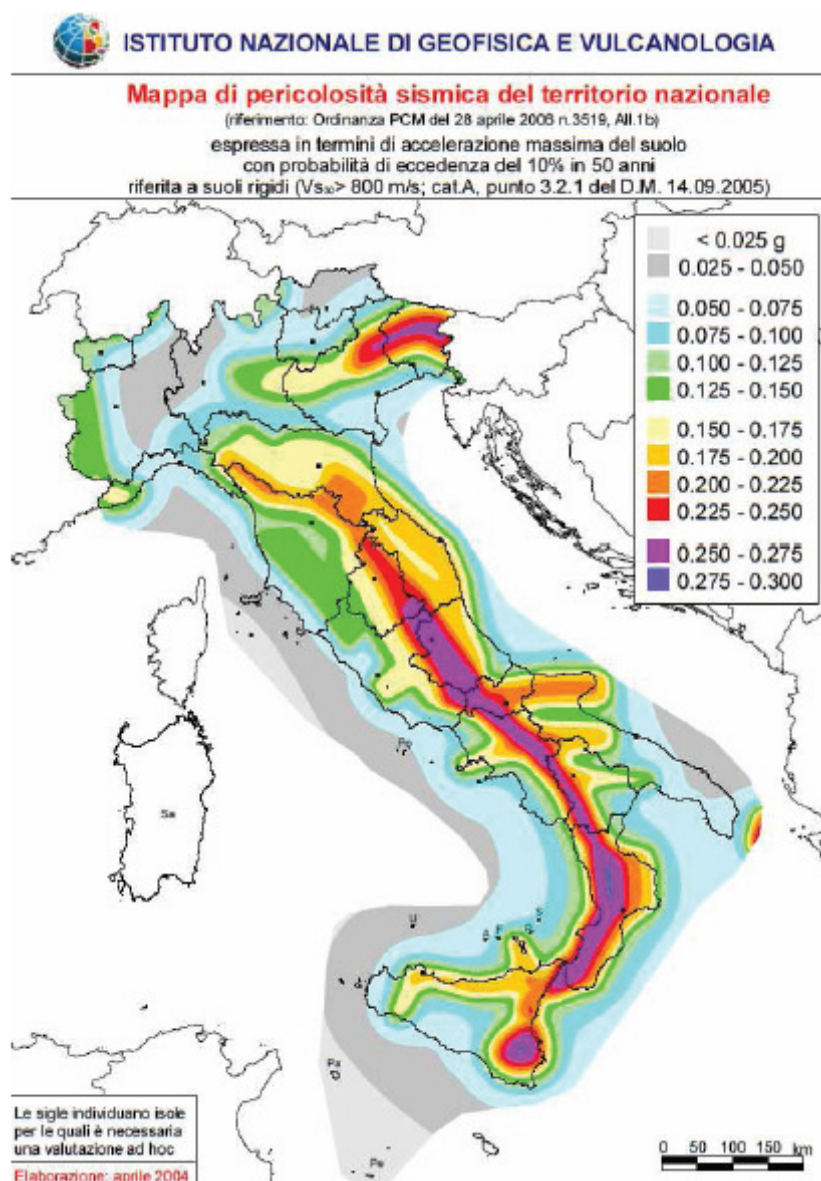 ISTITUTO NAZIONALE DI GEOFISICA E VULCANOLOGIA
Mappa di pericolosità sismica del territorio nazionale
(riferimento: Ordinanza PCM del 28 aprile 2006 n.3519, All.1b)
espressa in termini di accelerazione massima del suolo
con probabilità di eccedenza del 10% in 50 anni
riferita a suoli rigidi (Vs₃₀> 800 m/s; cat.A, punto 3.2.1 del D.M. 14.09.2005)
< 0.025 g
0.025 - 0.050
0.050 - 0.075
0.075 - 0.100
0.100 - 0.125
0.125 - 0.150
0.150 - 0.175
0.175 - 0.200
0.200 - 0.225
0.225 - 0.250
0.250 - 0.275
0.275 - 0.300
Sa
U
Pa
Pe
Le sigle individuano isole
per le quali è necessaria
una valutazione ad hoc
Elaborazione: aprile 2004
0 50 100 150 km